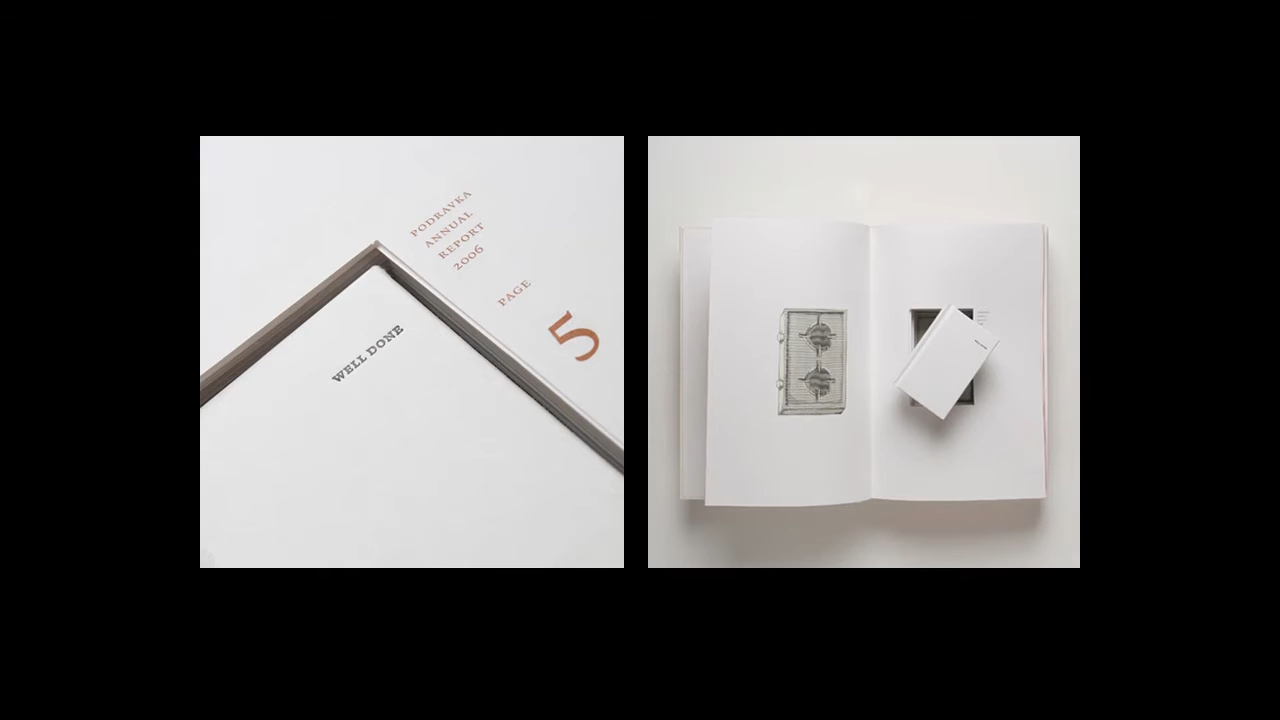 PODRAVKA
ANNUAL
REPORT
2006
PAGE
5
WELL DONE